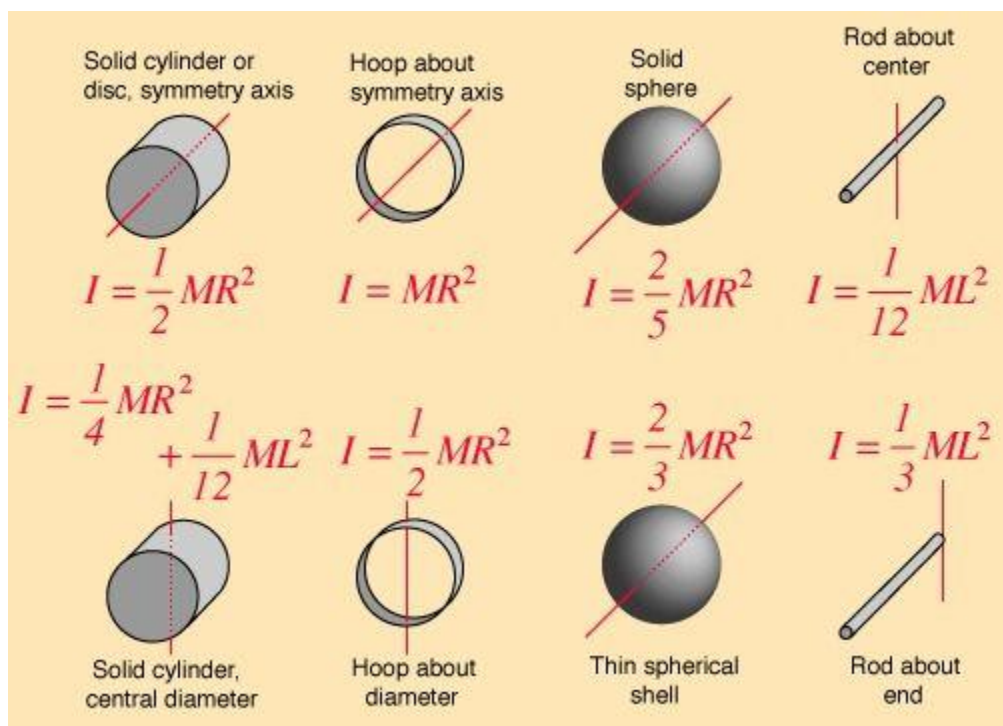 Solid cylinder or
disc, symmetry axis
I = 1/2 MR²
Hoop about
symmetry axis
I = MR²
Solid
sphere
I = 2/5 MR²
Rod about
center
I = 1/12 ML²
I = 1/4 MR²
+ 1/12 ML²
Solid cylinder,
central diameter
I = 1/2 MR²
Hoop about
diameter
I = 2/3 MR²
Thin spherical
shell
I = 1/3 ML²
Rod about
end